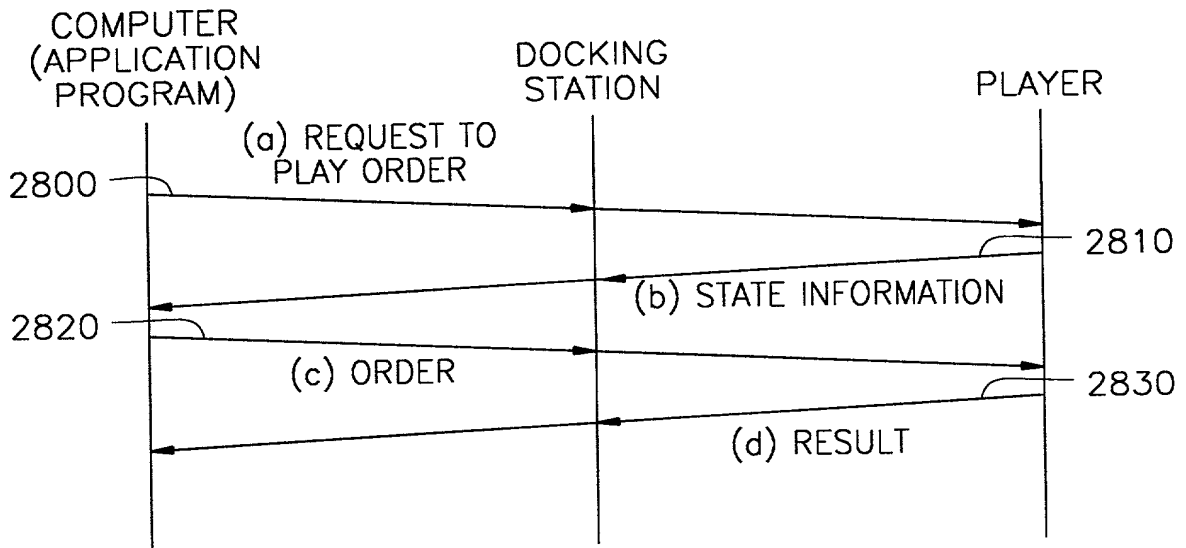 COMPUTER
(APPLICATION
PROGRAM)
DOCKING
STATION
PLAYER
(a) REQUEST TO
PLAY ORDER
2800
2810
(b) STATE INFORMATION
2820
(c) ORDER
2830
(d) RESULT